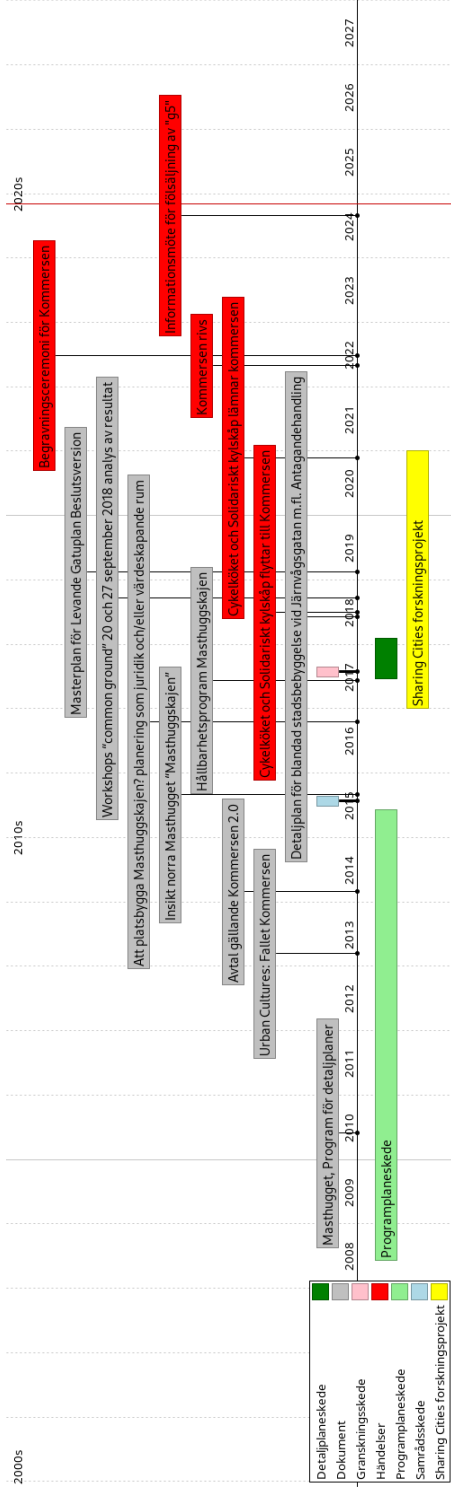 2000s
2010s
2020s
Begravningsceremoni för Kommersen
Masterplan för Levande Gatuplan Beslutsversion
Workshops "common ground" 20 och 27 september 2018 analys av resultat
Att platsbygga Masthuggskajen? planering som juridik och/eller värdeskapande rum
Informationsmöte för fölsäljning av "g5"
Insikt norra Masthugget "Masthuggskajen"
Kommersen rivs
Hållbarhetsprogram Masthuggskajen
Cykelköket och Solidariskt kylskåp lämnar kommersen
Avtal gällande Kommersen 2.0
Cykelköket och Solidariskt kylskåp flyttar till Kommersen
Urban Cultures: Fallet Kommersen
Detaljplan för blandad stadsbebyggelse vid Järnvågsgatan m.fl. Antagandehandling
Masthugget, Program för detaljplaner
2008
2009
2010
2011
2012
2013
2014
2015
2016
2017
2018
2019
2020
2021
2022
2023
2024
2025
2026
2027
Programplaneskede
Sharing Cities forskningsprojekt
Detaljplaneskede
Dokument
Granskningsskede
Händelser
Programplaneskede
Samrådsskede
Sharing Cities forskningsprojekt